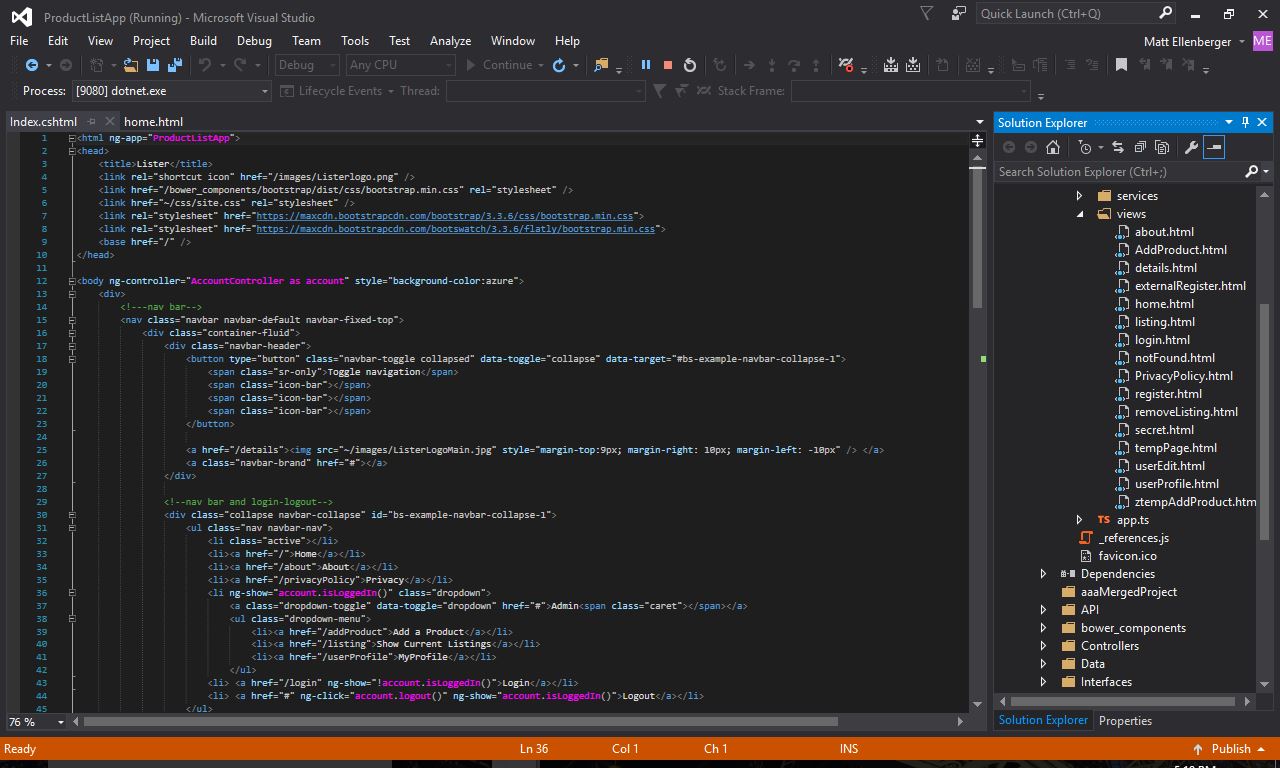 ProductListApp (Running) - Microsoft Visual Studio
Quick Launch (Ctrl+Q)
File Edit View Project Build Debug Team Tools Test Analyze Window Help
Matt Ellenberger ME
Debug Any CPU Continue
Process: [9080] dotnet.exe Lifecycle Events Thread: Stack Frame:
Index.cshtml home.html
1 <html ng-app="ProductListApp">
2 <head>
3 <title>Lister</title>
4 <link rel="shortcut icon" href="/images/Listerlogo.png" />
5 <link href="/bower_components/bootstrap/dist/css/bootstrap.min.css" rel="stylesheet" />
6 <link href="~/css/site.css" rel="stylesheet" />
7 <link rel="stylesheet" href="https://maxcdn.bootstrapcdn.com/bootstrap/3.3.6/css/bootstrap.min.css">
8 <link rel="stylesheet" href="https://maxcdn.bootstrapcdn.com/bootswatch/3.3.6/flatly/bootstrap.min.css">
9 <base href="/" />
10 </head>
11
12 <body ng-controller="AccountController as account" style="background-color:azure">
13 <div>
14 <!---nav bar-->
15 <nav class="navbar navbar-default navbar-fixed-top">
16 <div class="container-fluid">
17 <div class="navbar-header">
18 <button type="button" class="navbar-toggle collapsed" data-toggle="collapse" data-target="#bs-example-navbar-collapse-1">
19 <span class="sr-only">Toggle navigation</span>
20 <span class="icon-bar"></span>
21 <span class="icon-bar"></span>
22 <span class="icon-bar"></span>
23 </button>
24
25 <a href="/details"><img src="~/images/ListerLogoMain.jpg" style="margin-top:9px; margin-right: 10px; margin-left: -10px" /> </a>
26 <a class="navbar-brand" href="#"></a>
27 </div>
28
29 <!--nav bar and login-logout-->
30 <div class="collapse navbar-collapse" id="bs-example-navbar-collapse-1">
31 <ul class="nav navbar-nav">
32 <li class="active"></li>
33 <li><a href="/">Home</a></li>
34 <li><a href="/about">About</a></li>
35 <li><a href="/privacyPolicy">Privacy</a></li>
36 <li ng-show="account.isLoggedIn()" class="dropdown">
37 <a class="dropdown-toggle" data-toggle="dropdown" href="#">Admin<span class="caret"></span></a>
38 <ul class="dropdown-menu">
39 <li><a href="/addProduct">Add a Product</a></li>
40 <li><a href="/listing">Show Current Listings</a></li>
41 <li><a href="/userProfile">MyProfile</a></li>
42 </ul>
43 <li> <a href="/login" ng-show="!account.isLoggedIn()">Login</a></li>
44 <li> <a href="#" ng-click="account.logout()" ng-show="account.isLoggedIn()">Logout</a></li>
45 </ul>
76 %
Solution Explorer
Search Solution Explorer (Ctrl+;)
services
views
about.html
AddProduct.html
details.html
externalRegister.html
home.html
listing.html
login.html
notFound.html
PrivacyPolicy.html
register.html
removeListing.html
secret.html
tempPage.html
userEdit.html
userProfile.html
ztempAddProduct.htm
TS app.ts
_references.js
favicon.ico
Dependencies
aaaMergedProject
API
bower_components
Controllers
Data
Interfaces
Solution Explorer Properties
Ready Ln 36 Col 1 Ch 1 INS Publish